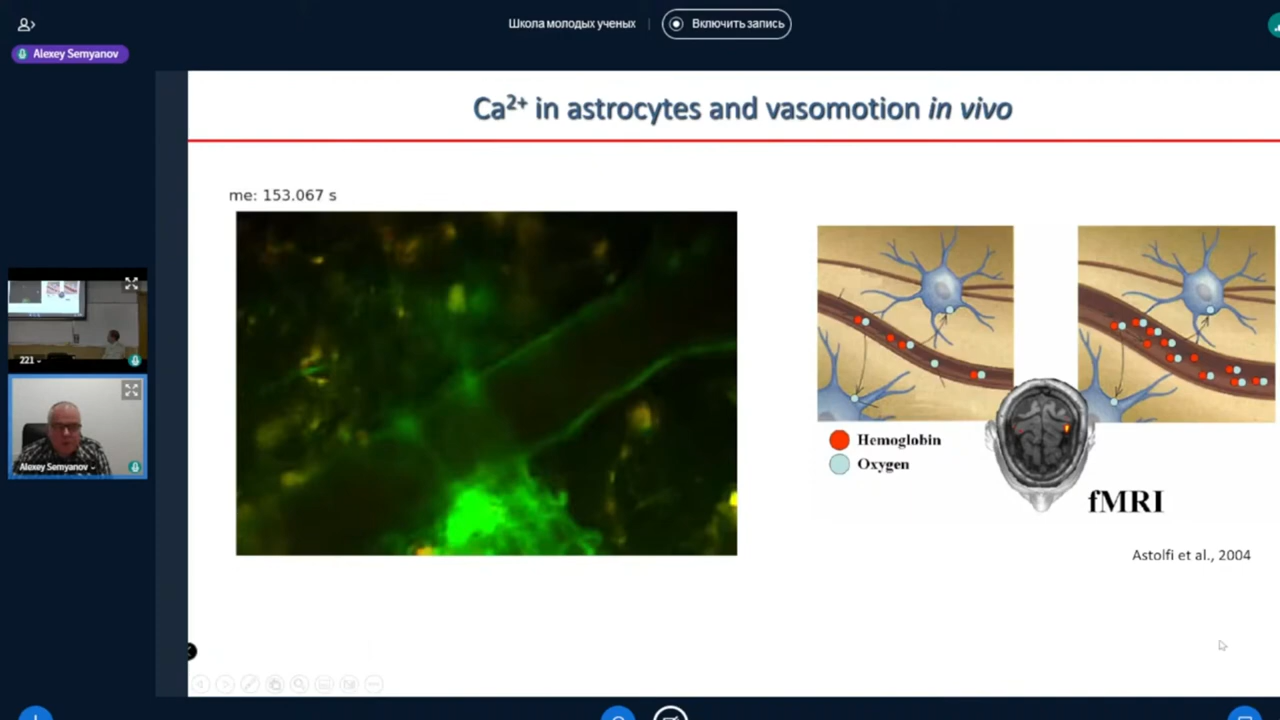 Школа молодых ученых
Включить запись
Alexey Semyanov
Ca²⁺ in astrocytes and vasomotion in vivo
me: 153.067 s
221
Alexey Semyanov
Hemoglobin
Oxygen
fMRI
Astolfi et al., 2004